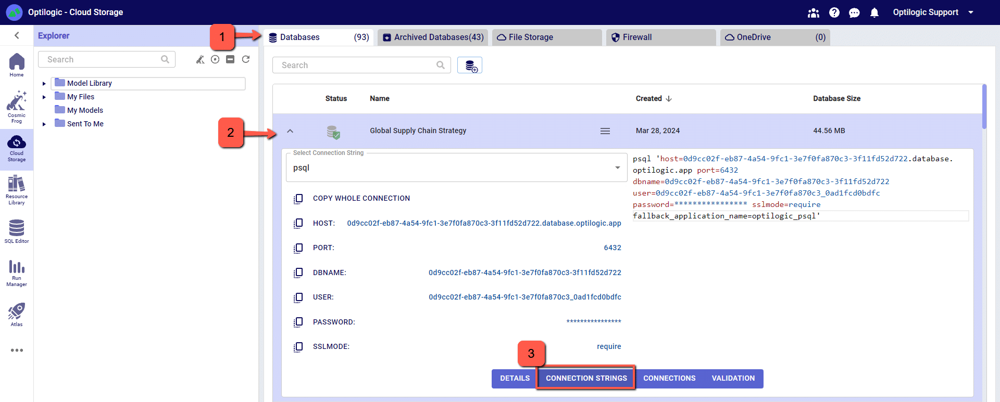 Optilogic - Cloud Storage
Optilogic Support
Explorer
1
Databases (93)
Archived Databases(43)
File Storage
Firewall
OneDrive (0)
Search
Search
Home
Cosmic
Frog
Cloud
Storage
Resource
Library
SQL Editor
Run
Manager
Atlas
Model Library
My Files
My Models
Sent To Me
Status Name Created Database Size
2
Global Supply Chain Strategy Mar 28, 2024 44.56 MB
Select Connection String
psql
COPY WHOLE CONNECTION
HOST: 0d9cc02f-eb87-4a54-9fc1-3e7f0fa870c3-3f11fd52d722.database.optilogic.app
PORT: 6432
DBNAME: 0d9cc02f-eb87-4a54-9fc1-3e7f0fa870c3-3f11fd52d722
USER: 0d9cc02f-eb87-4a54-9fc1-3e7f0fa870c3_0ad1fcd0bdfc
PASSWORD: ****************
SSLMODE: require
psql 'host=0d9cc02f-eb87-4a54-9fc1-3e7f0fa870c3-3f11fd52d722.database.
optilogic.app port=6432
dbname=0d9cc02f-eb87-4a54-9fc1-3e7f0fa870c3-3f11fd52d722
user=0d9cc02f-eb87-4a54-9fc1-3e7f0fa870c3_0ad1fcd0bdfc
password=**************** sslmode=require
fallback_application_name=optilogic_psql'
3
DETAILS CONNECTION STRINGS CONNECTIONS VALIDATION